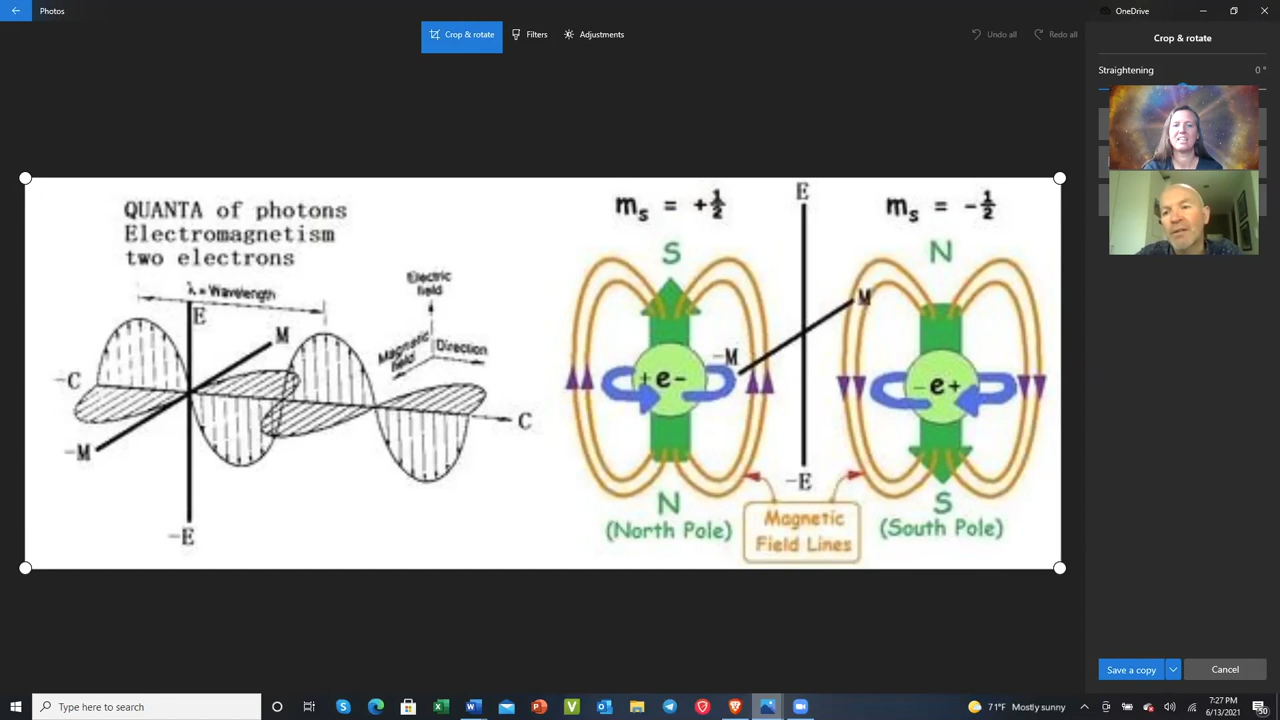 Photos
OneDrive
Crop & rotate
Filters
Adjustments
Undo all
Redo all
Crop & rotate
Straightening
0 °
QUANTA of photons
Electromagnetism
two electrons
λ = Wavelength
E
M
-C
C
-M
-E
Electric
field
Magnetic
field
Direction
mₛ = +½
E
mₛ = -½
S
N
M
-M
+e-
-e+
-E
N
(North Pole)
S
(South Pole)
Magnetic
Field Lines
Save a copy
Cancel
Type here to search
71°F Mostly sunny
7:27 PM
6/13/2021